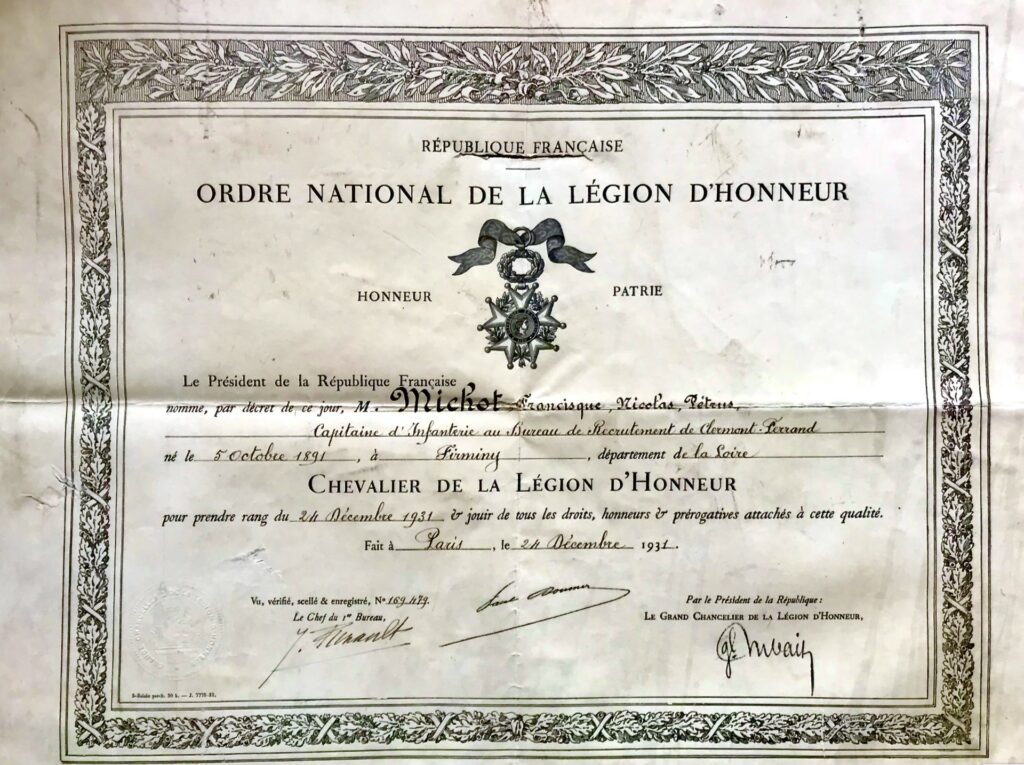 RÉPUBLIQUE FRANÇAISE
ORDRE NATIONAL DE LA LÉGION D'HONNEUR
HONNEUR PATRIE
Le Président de la République Française
nommé, par décret de ce jour, M. Michot Francisque, Nicolas, Pétrus,
Capitaine d'Infanterie au Bureau de Recrutement de Clermont-Ferrand
né le 5 Octobre 1891, à Firminy, département de la Loire
CHEVALIER DE LA LÉGION D'HONNEUR
pour prendre rang du 24 Décembre 1931 & jouir de tous les droits, honneurs & prérogatives attachés à cette qualité.
Fait à Paris, le 24 Décembre 1931.
Vu, vérifié, scellé & enregistré, Nº 169.479.
Le Chef du 1er Bureau,
Paul Doumer
Par le Président de la République :
LE GRAND CHANCELIER DE LA LÉGION D'HONNEUR,